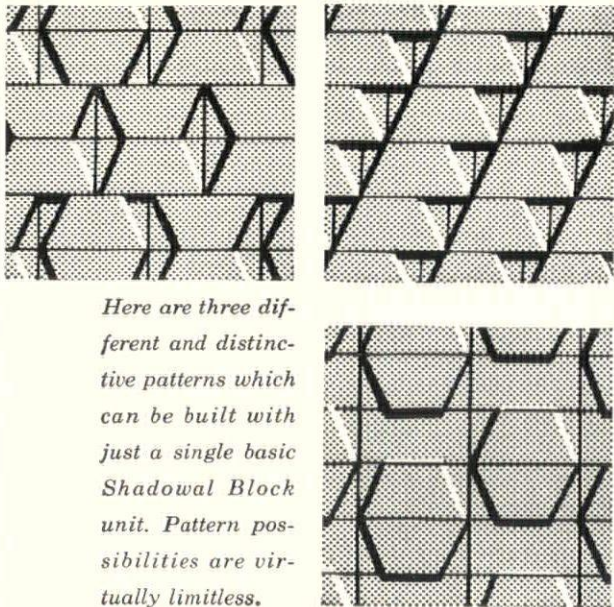 Here are three dif-
ferent and distinc-
tive patterns which
can be built with
just a single basic
Shadowal Block
unit. Pattern pos-
sibilities are vir-
tually limitless.